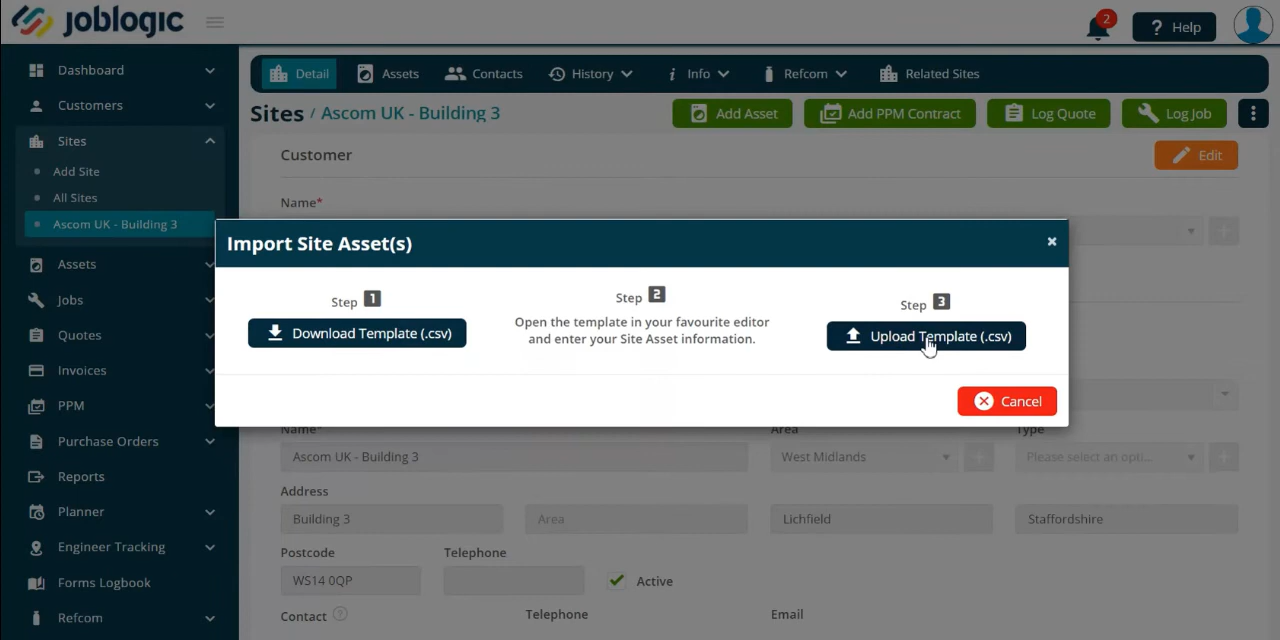 joblogic
2
? Help
Dashboard
Customers
Sites
Add Site
All Sites
Ascom UK - Building 3
Assets
Jobs
Quotes
Invoices
PPM
Purchase Orders
Reports
Planner
Engineer Tracking
Forms Logbook
Refcom
Detail
Assets
Contacts
History
i Info
Refcom
Related Sites
Sites / Ascom UK - Building 3
Add Asset
Add PPM Contract
Log Quote
Log Job
Customer
Edit
Name*
Import Site Asset(s)
×
Step 1
Download Template (.csv)
Step 2
Open the template in your favourite editor
and enter your Site Asset information.
Step 3
Upload Template (.csv)
Cancel
Name*
Area
Type
Ascom UK - Building 3
West Midlands
Please select an opti...
Address
Building 3
Area
Lichfield
Staffordshire
Postcode
Telephone
WS14 0QP
Active
Contact ?
Telephone
Email